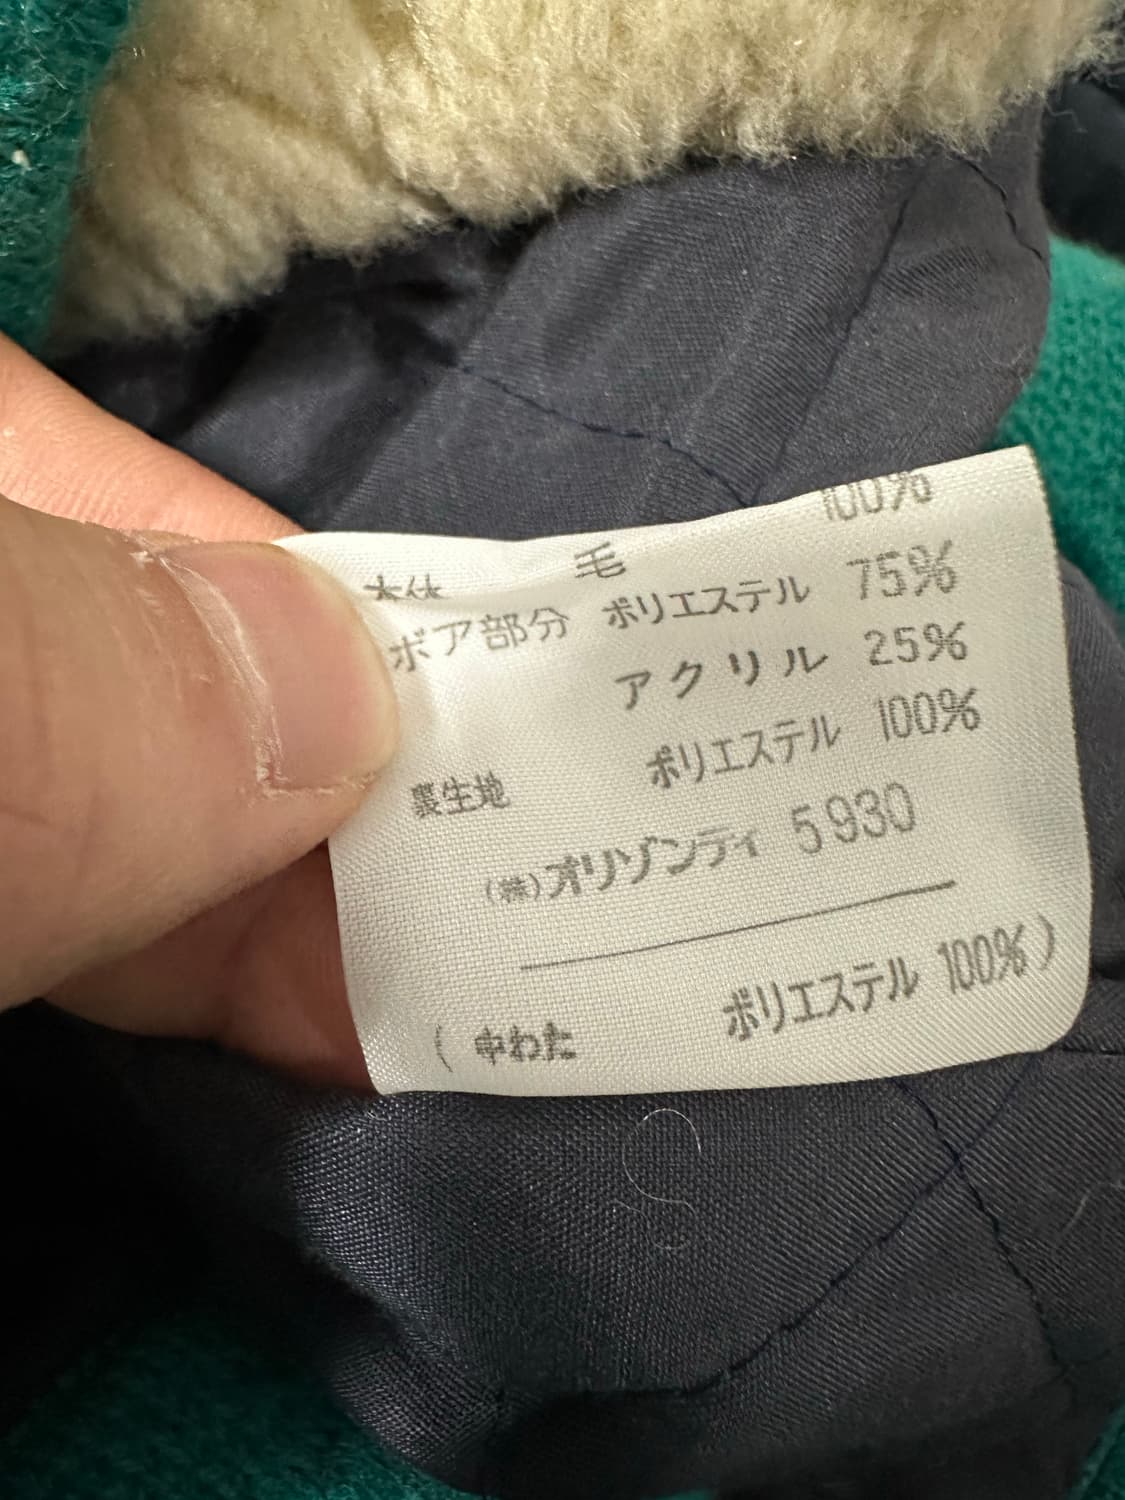 本体 毛 100%
ボア部分 ポリエステル 75%
アクリル 25%
裏生地 ポリエステル 100%
(株)オリゾンティ 5930
(中わた ポリエステル 100%)